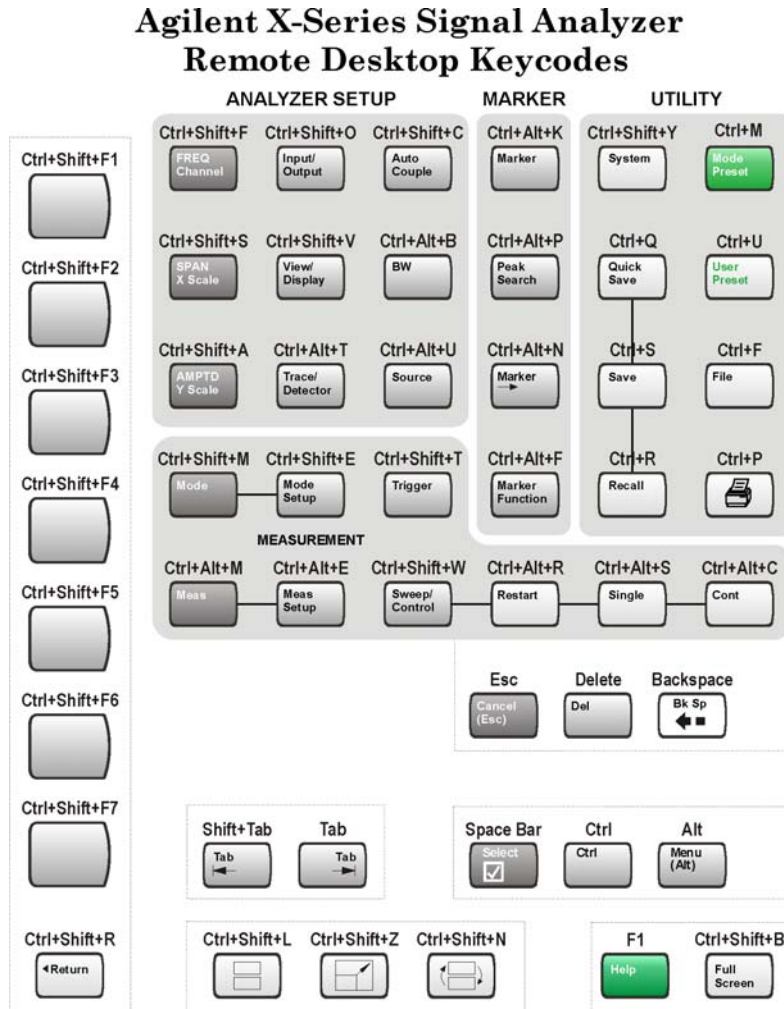 Agilent X-Series Signal Analyzer
Remote Desktop Keycodes
ANALYZER SETUP MARKER UTILITY
Ctrl+Shift+F1
Ctrl+Shift+F2
Ctrl+Shift+F3
Ctrl+Shift+F4
Ctrl+Shift+F5
Ctrl+Shift+F6
Ctrl+Shift+F7
Ctrl+Shift+R
Return
Ctrl+Shift+F Ctrl+Shift+O Ctrl+Shift+C Ctrl+Alt+K Ctrl+Shift+Y Ctrl+M
FREQ Input/ Auto Marker System Mode
Channel Output Couple Preset
Ctrl+Shift+S Ctrl+Shift+V Ctrl+Alt+B Ctrl+Alt+P Ctrl+Q Ctrl+U
SPAN View/ BW Peak Quick User
X Scale Display Search Save Preset
Ctrl+Shift+A Ctrl+Alt+T Ctrl+Alt+U Ctrl+Alt+N Ctrl+S Ctrl+F
AMPTD Trace/ Source Marker Save File
Y Scale Detector
Ctrl+Shift+M Ctrl+Shift+E Ctrl+Shift+T Ctrl+Alt+F Ctrl+R Ctrl+P
Mode Mode Trigger Marker Recall
Setup Function
MEASUREMENT
Ctrl+Alt+M Ctrl+Alt+E Ctrl+Shift+W Ctrl+Alt+R Ctrl+Alt+S Ctrl+Alt+C
Meas Meas Sweep/ Restart Single Cont
Setup Control
Esc Delete Backspace
Cancel Del Bk Sp
(Esc)
Shift+Tab Tab Space Bar Ctrl Alt
Tab Tab Select Ctrl Menu
(Alt)
Ctrl+Shift+L Ctrl+Shift+Z Ctrl+Shift+N F1 Ctrl+Shift+B
Help Full
Screen